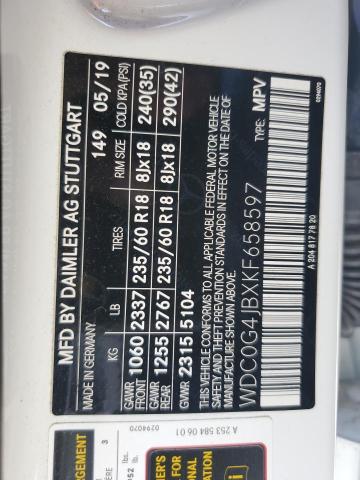 MFD. BY DAIMLER AG STUTTGART
MADE IN GERMANY 149 05/19
KG LB TIRES RIM SIZE COLD KPA(PSI)
GAWR FRONT 1060 2337 235/60 R18 8Jx18 240(35)
GAWR REAR 1255 2767 235/60 R18 8Jx18 290(42)
GVWR 2315 5104
THIS VEHICLE CONFORMS TO ALL APPLICABLE FEDERAL MOTOR VEHICLE
SAFETY AND THEFT PREVENTION STANDARDS IN EFFECT ON THE DATE OF
MANUFACTURE SHOWN ABOVE.
WDC0G4JBXKF658597 TYPE: MPV
A 204 817 78 20
0294070
A 253 584 06 01
0294070
3
lb